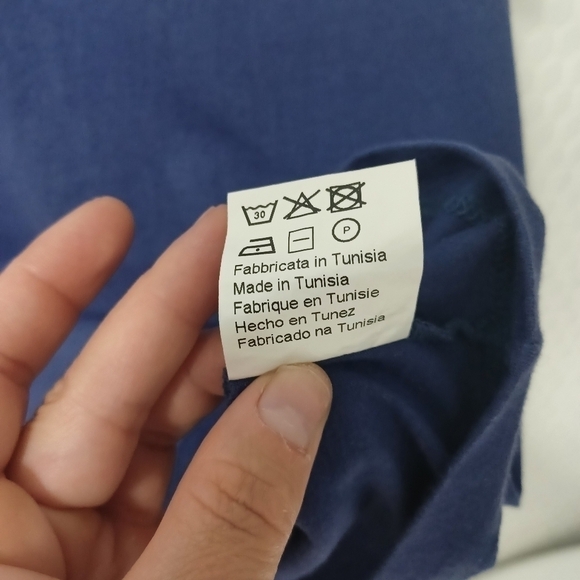 30
P
Fabbricata in Tunisia
Made in Tunisia
Fabrique en Tunisie
Hecho en Tunez
Fabricado na Tunisia